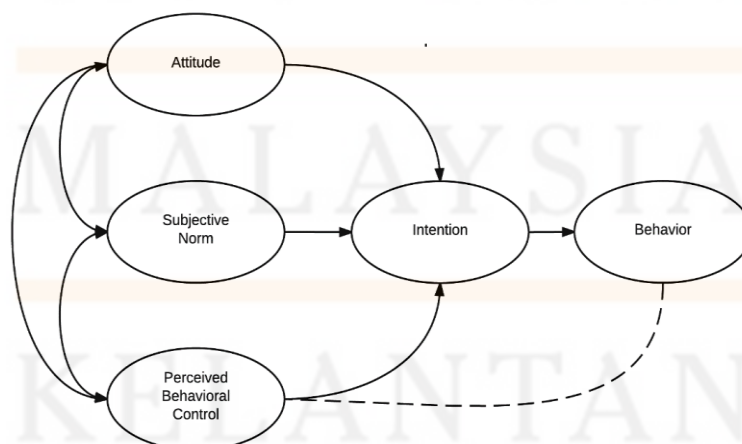 Attitude
MALAYSIA
Subjective
Norm
Intention
Behavior
Perceived
Behavioral
Control
KELANTAN